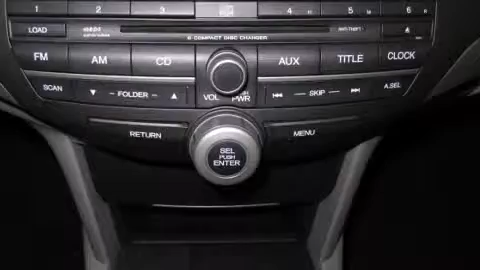 1 2 3 4 5 6
LOAD 6 COMPACT DISC CHANGER
FM AM CD AUX TITLE CLOCK
SCAN ▼ FOLDER ▲ VOL PWR ⏮ SKIP ⏭ A.SEL
RETURN MENU
SEL
PUSH
ENTER